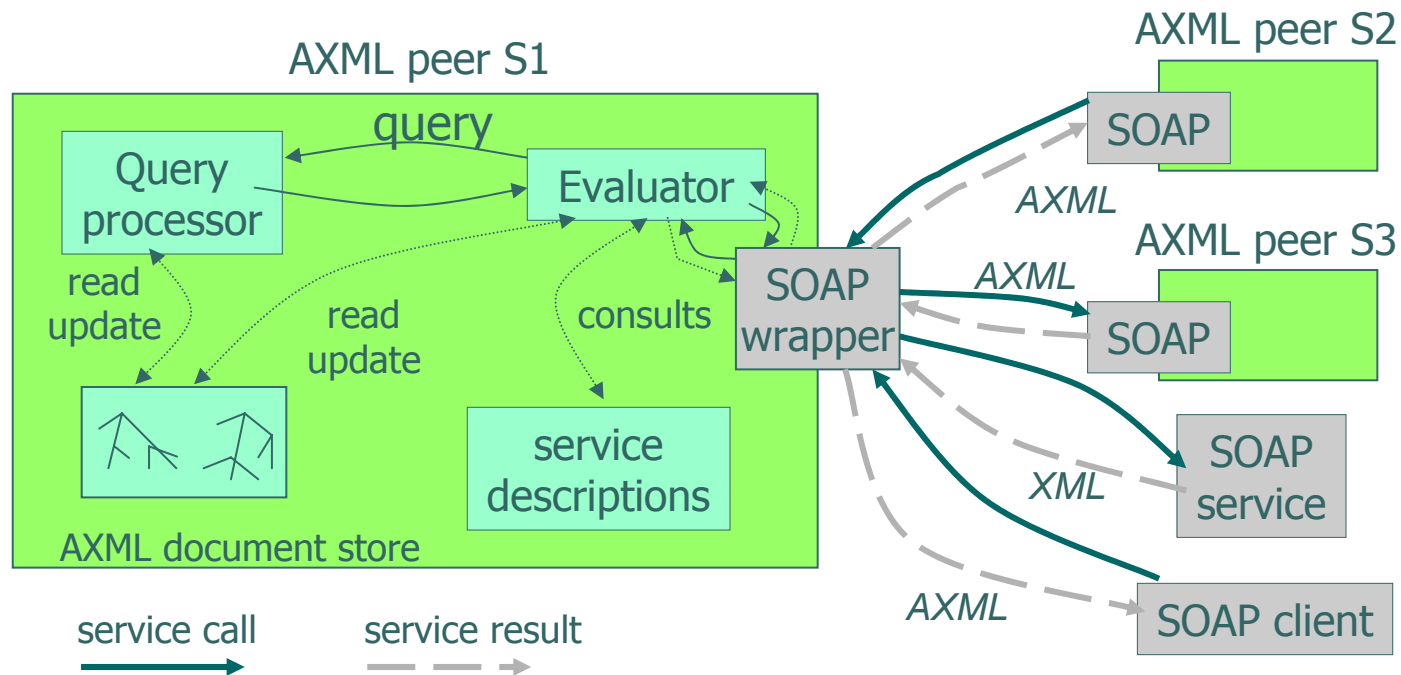 AXML peer S1
AXML peer S2
query
SOAP
Query
processor
Evaluator
AXML
AXML peer S3
read
update
read
update
consults
SOAP
wrapper
AXML
SOAP
service
descriptions
XML
SOAP
service
AXML document store
AXML
SOAP client
service call
service result